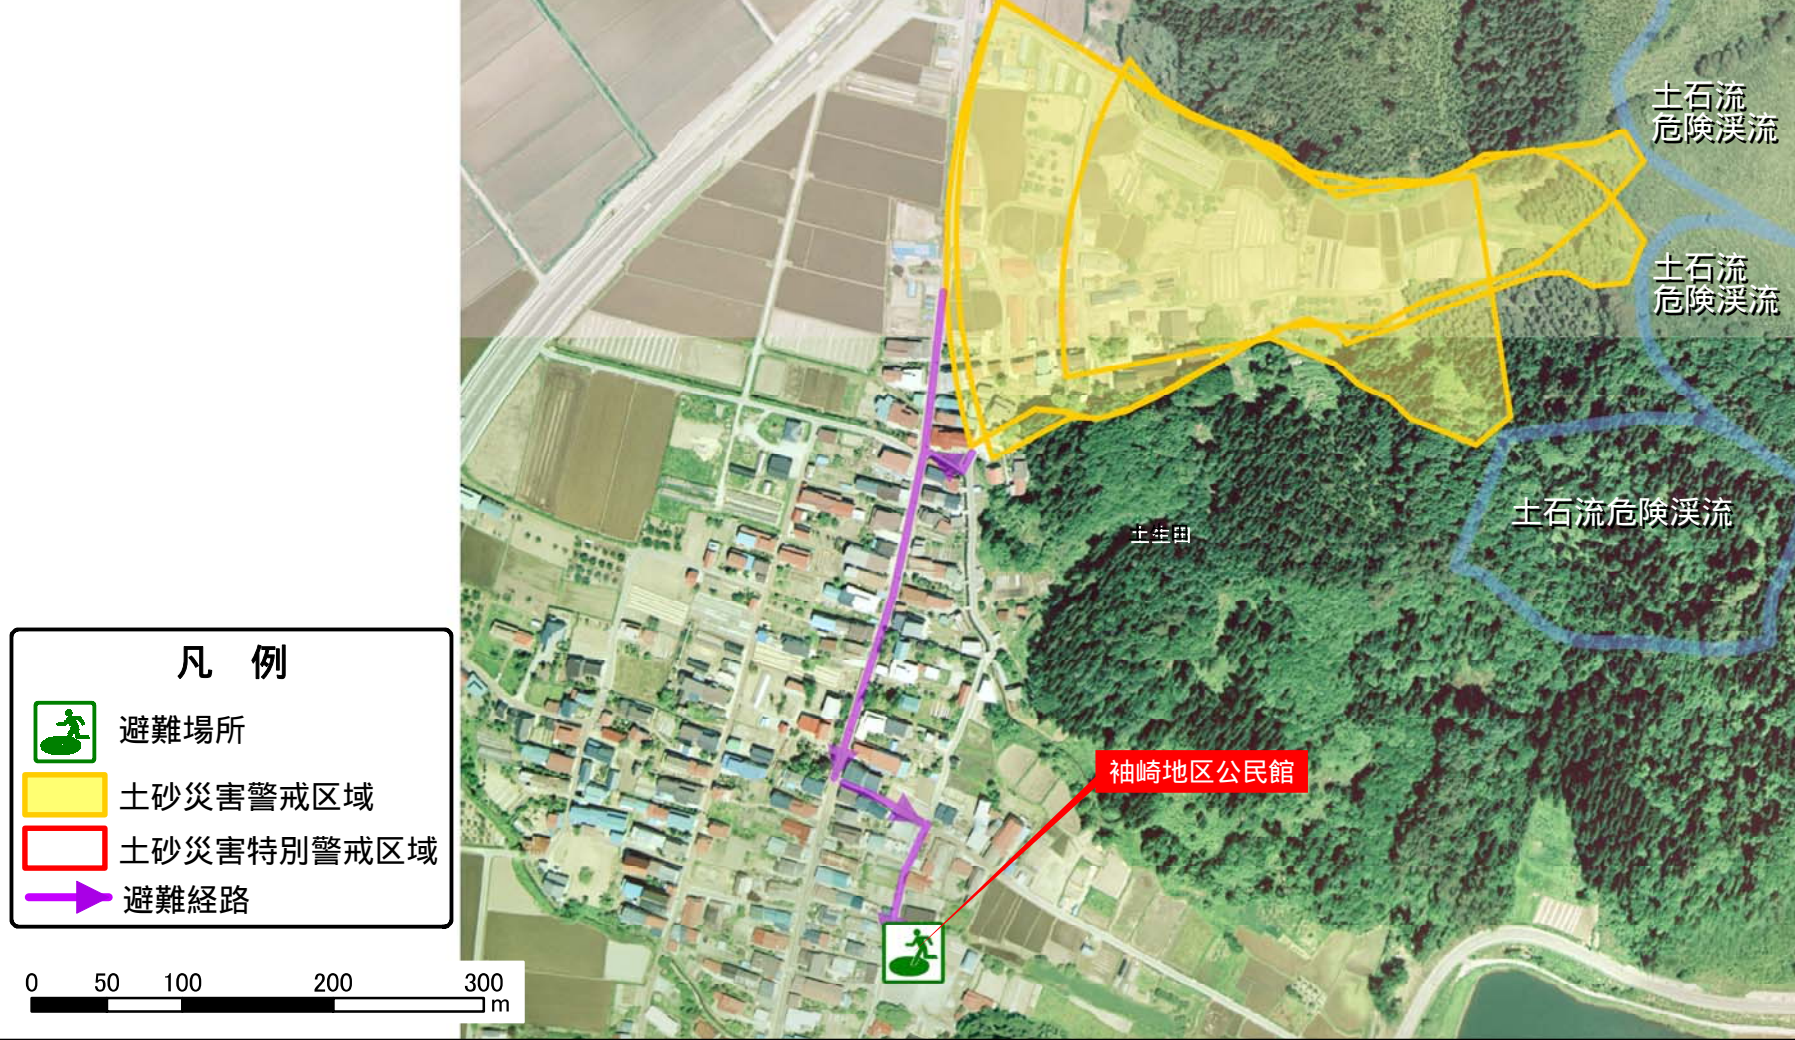 土石流
危険渓流
土石流
危険渓流
土石流危険渓流
土生田
袖崎地区公民館
凡 例
避難場所
土砂災害警戒区域
土砂災害特別警戒区域
避難経路
0 50 100 200 300
m